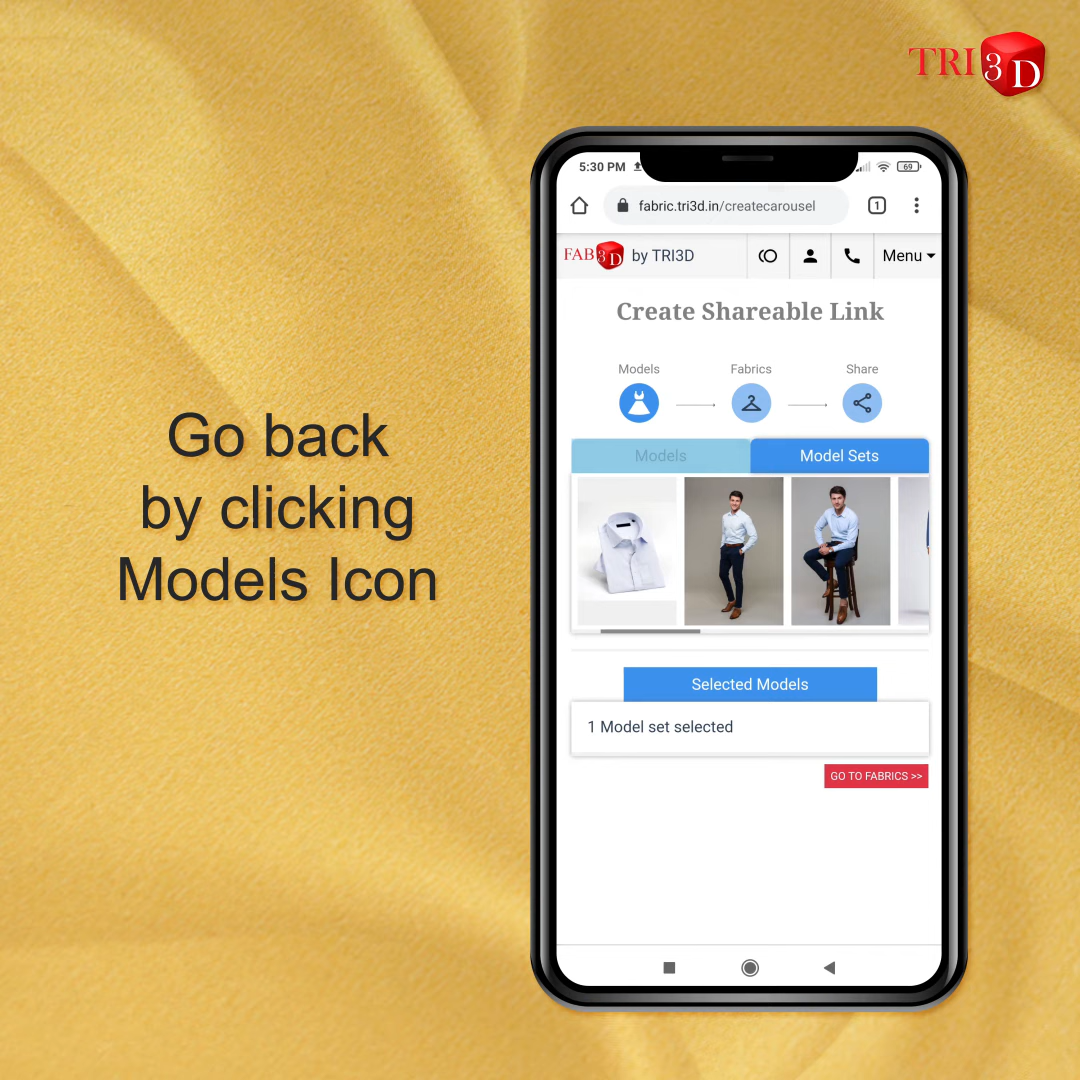 TRI3D
5:30 PM
69
fabric.tri3d.in/createcarousel
1
FAB3D by TRI3D
Menu
Create Shareable Link
Models
Fabrics
Share
Models
Model Sets
Go back
by clicking
Models Icon
Selected Models
1 Model set selected
GO TO FABRICS >>